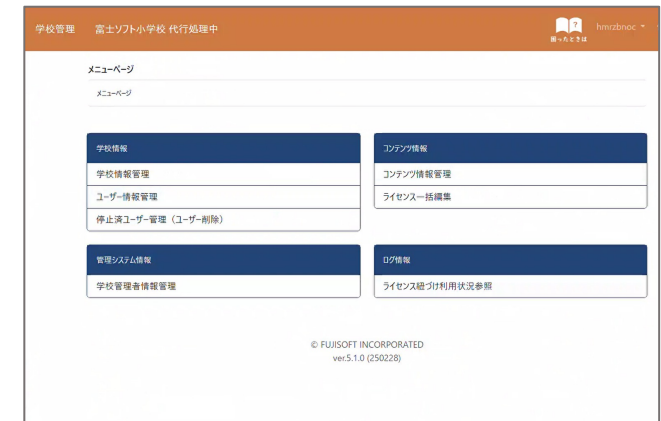 学校管理 富士ソフト小学校 代行処理中
困ったときは
hmrzbnoc
メニューページ
メニューページ
学校情報
学校情報管理
ユーザー情報管理
停止済ユーザー管理（ユーザー削除）
コンテンツ情報
コンテンツ情報管理
ライセンス一括編集
管理システム情報
学校管理者情報管理
ログ情報
ライセンス紐づけ利用状況参照
© FUJISOFT INCORPORATED
ver.5.1.0 (250228)